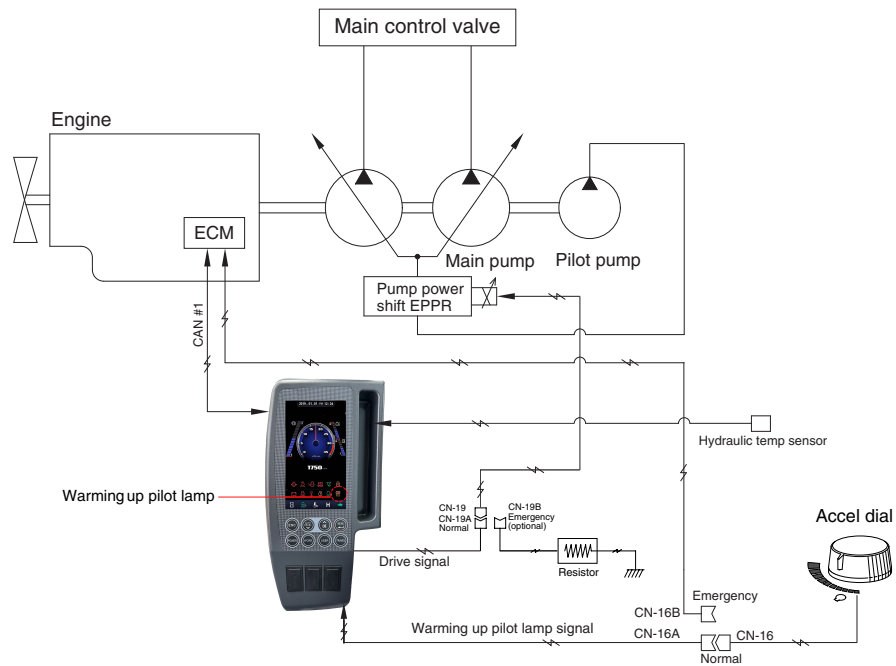 Main control valve
Engine
ECM
Main pump
Pilot pump
Pump power
shift EPPR
CAN #1
Hydraulic temp sensor
1750
Warming up pilot lamp
CN-19
CN-19A
Normal
CN-19B
Emergency
(optional)
Accel dial
Drive signal
Resistor
Emergency
CN-16B
Warming up pilot lamp signal
CN-16A
CN-16
Normal